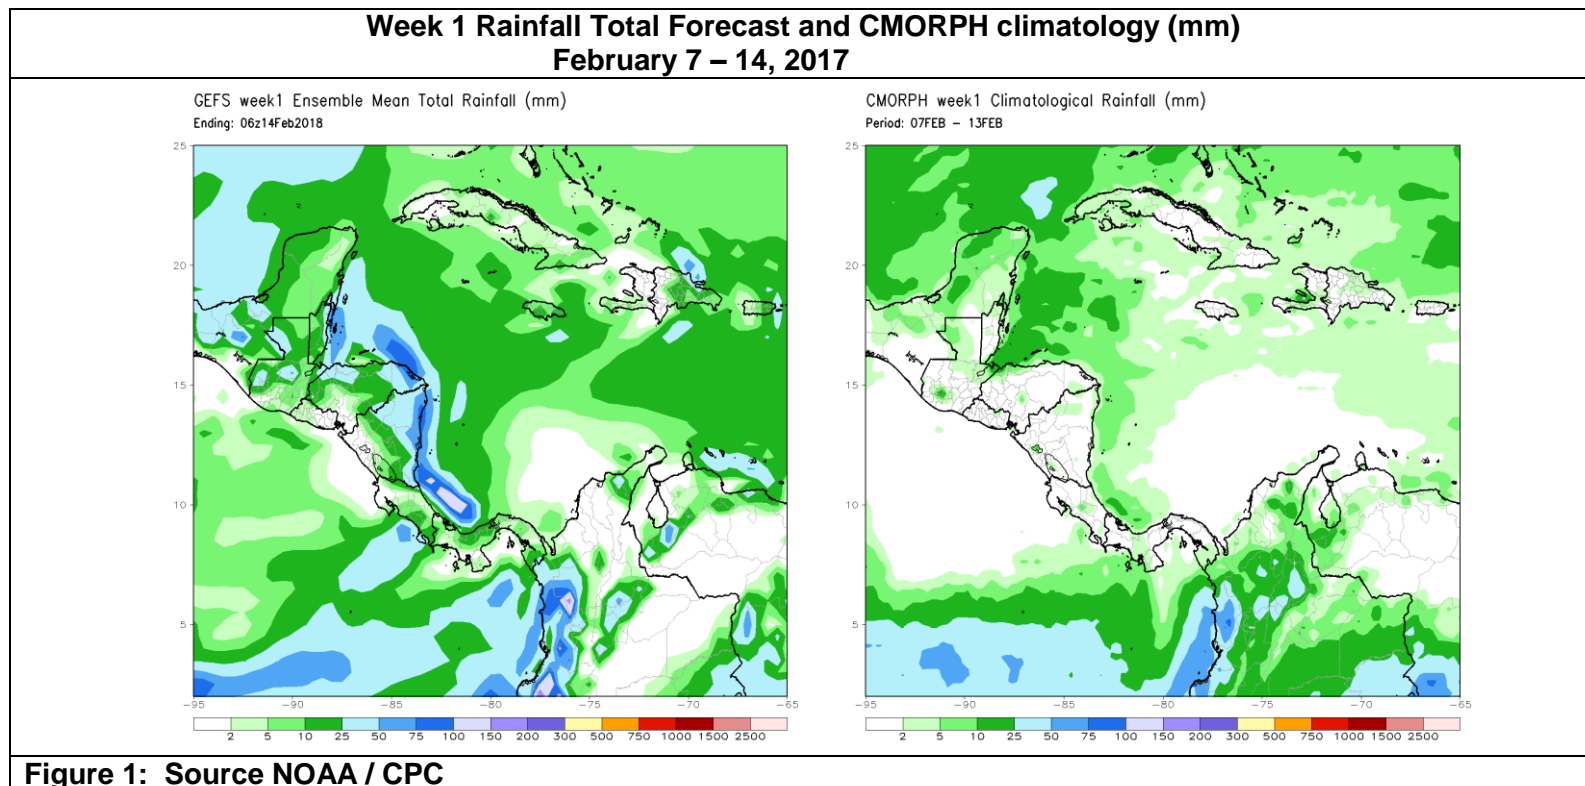 Week 1 Rainfall Total Forecast and CMORPH climatology (mm)
February 7 – 14, 2017
GEFS week1 Ensemble Mean Total Rainfall (mm)
Ending: 06z14Feb2018
25
20
15
10
5
−95 −90 −85 −80 −75 −70 −65
2 5 10 25 50 75 100 150 200 300 500 750 1000 1500 2500
CMORPH week1 Climatological Rainfall (mm)
Period: 07FEB − 13FEB
25
20
15
10
5
−95 −90 −85 −80 −75 −70 −65
2 5 10 25 50 75 100 150 200 300 500 750 1000 1500 2500
Figure 1: Source NOAA / CPC